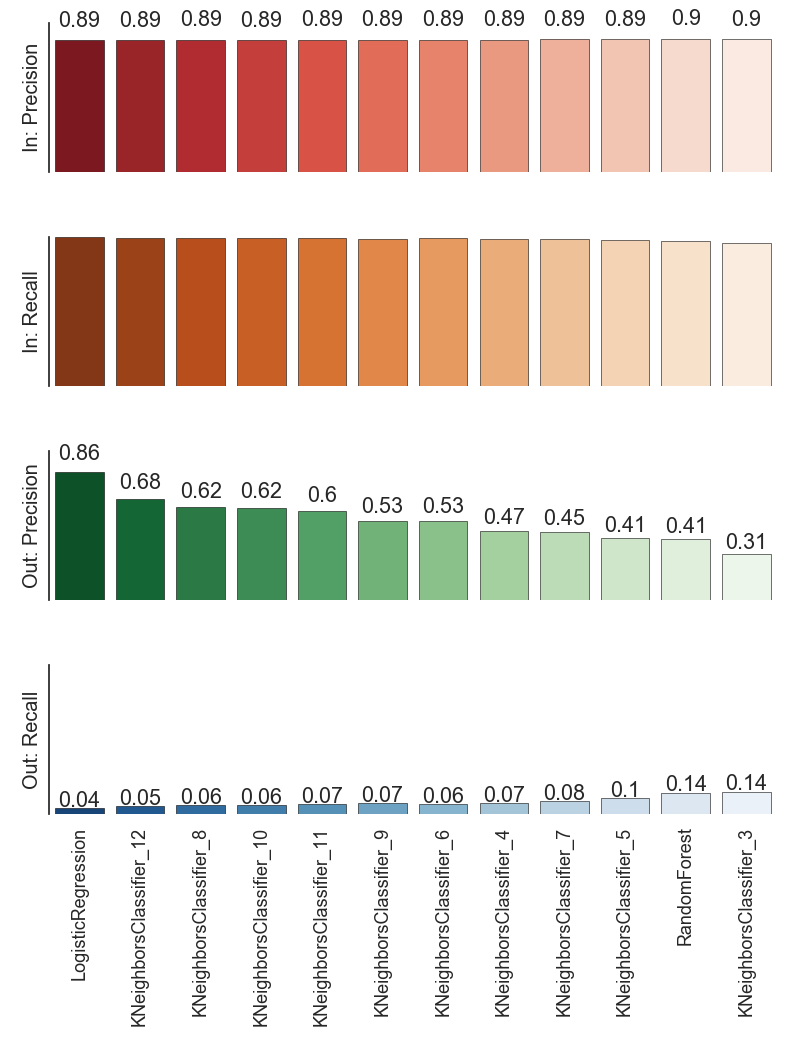 In: Precision
0.89 0.89 0.89 0.89 0.89 0.89 0.89 0.89 0.89 0.89 0.9 0.9
In: Recall
Out: Precision
0.86 0.68 0.62 0.62 0.6 0.53 0.53 0.47 0.45 0.41 0.41 0.31
Out: Recall
0.04 0.05 0.06 0.06 0.07 0.07 0.06 0.07 0.08 0.1 0.14 0.14
LogisticRegression
KNeighborsClassifier_12
KNeighborsClassifier_8
KNeighborsClassifier_10
KNeighborsClassifier_11
KNeighborsClassifier_9
KNeighborsClassifier_6
KNeighborsClassifier_4
KNeighborsClassifier_7
KNeighborsClassifier_5
RandomForest
KNeighborsClassifier_3